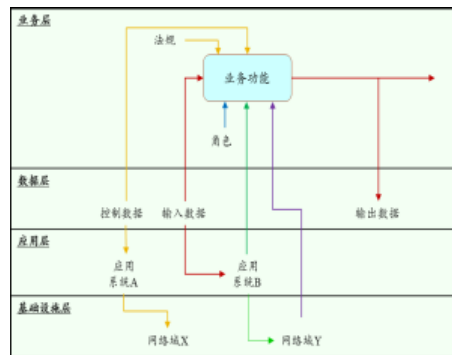 业务层
法规
业务功能
角色
数据层
控制数据 输入数据 输出数据
应用层
应用
系统A
应用
系统B
基础设施层
网络域X
网络域Y